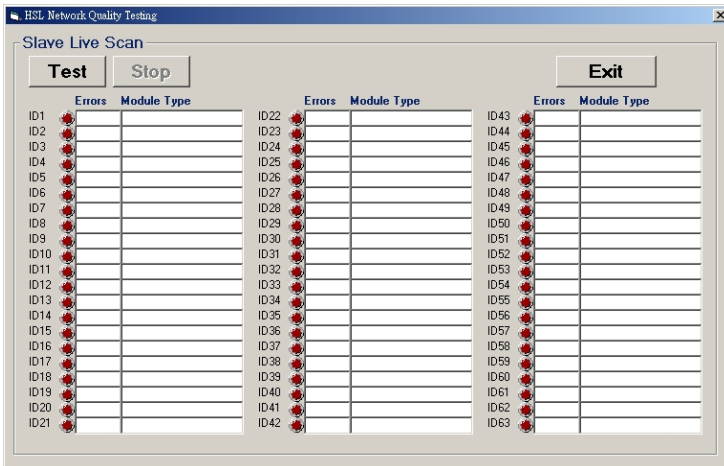 HSL Network Quality Testing
Slave Live Scan
Test Stop Exit
Errors Module Type Errors Module Type Errors Module Type
ID1 ID22 ID43
ID2 ID23 ID44
ID3 ID24 ID45
ID4 ID25 ID46
ID5 ID26 ID47
ID6 ID27 ID48
ID7 ID28 ID49
ID8 ID29 ID50
ID9 ID30 ID51
ID10 ID31 ID52
ID11 ID32 ID53
ID12 ID33 ID54
ID13 ID34 ID55
ID14 ID35 ID56
ID15 ID36 ID57
ID16 ID37 ID58
ID17 ID38 ID59
ID18 ID39 ID60
ID19 ID40 ID61
ID20 ID41 ID62
ID21 ID42 ID63